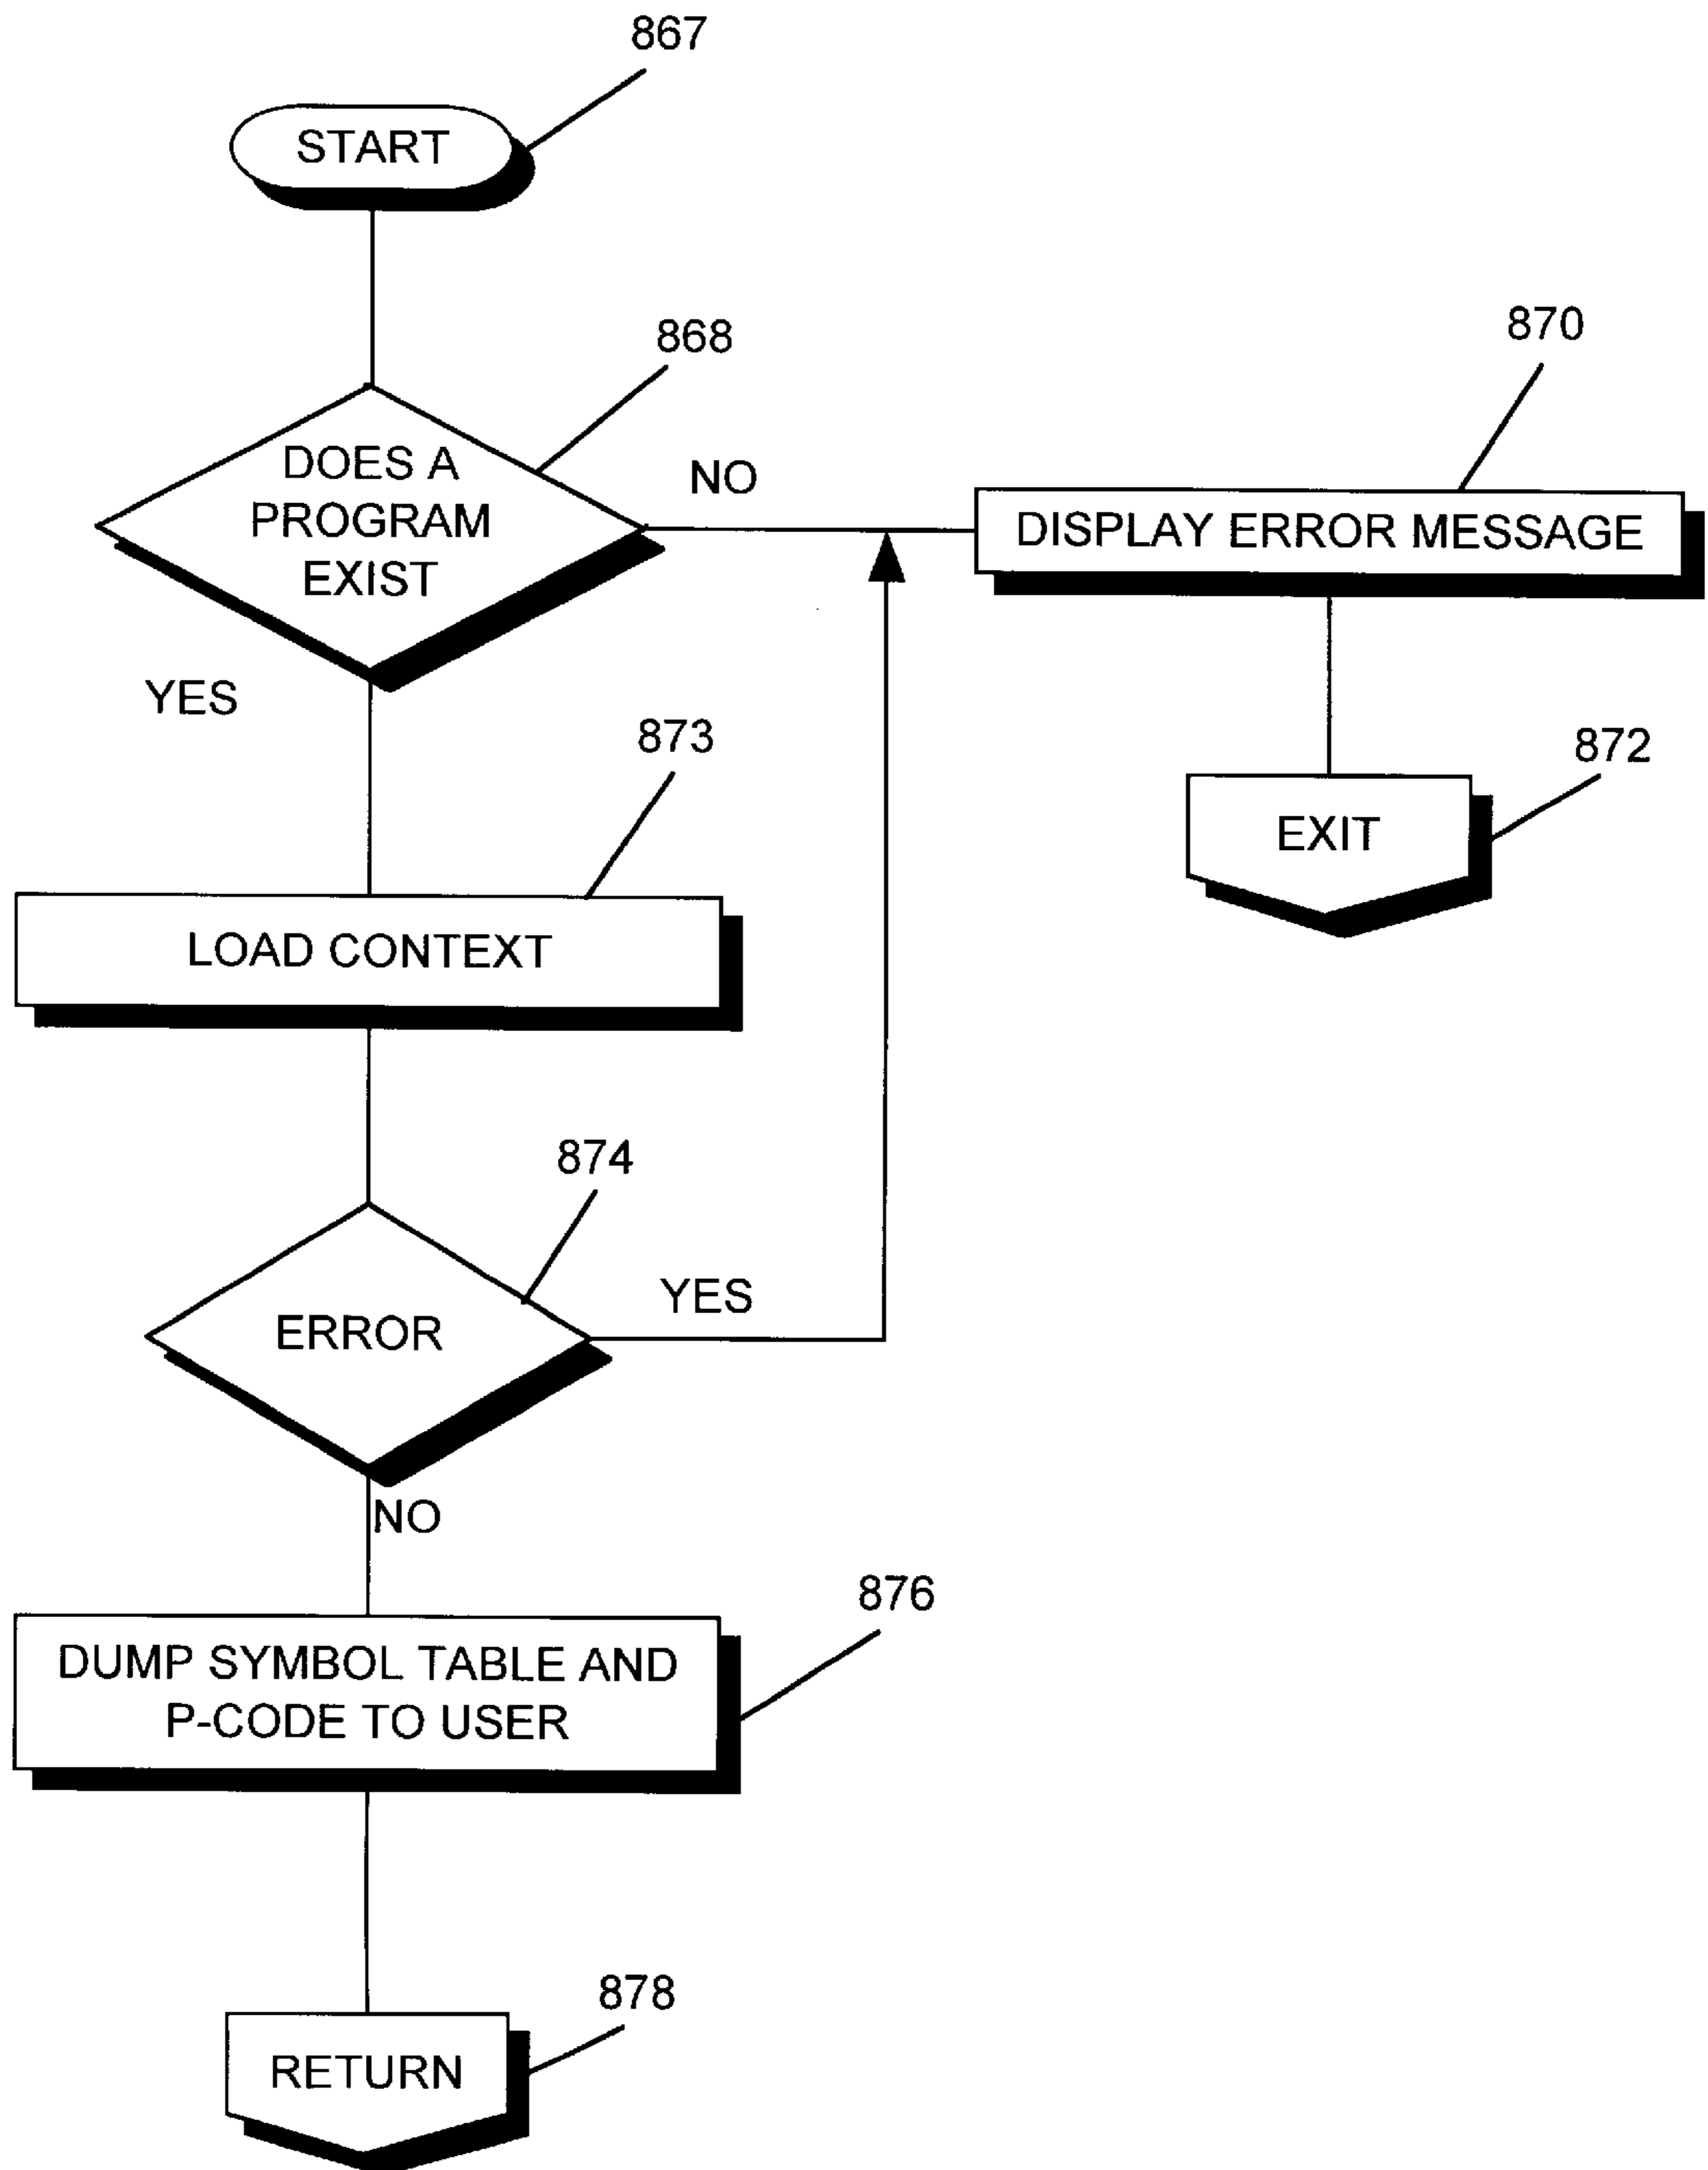 867
START
868
870
DOES A
PROGRAM
EXIST
NO
DISPLAY ERROR MESSAGE
YES
873
872
EXIT
LOAD CONTEXT
874
YES
ERROR
NO
876
DUMP SYMBOL TABLE AND
P-CODE TO USER
878
RETURN